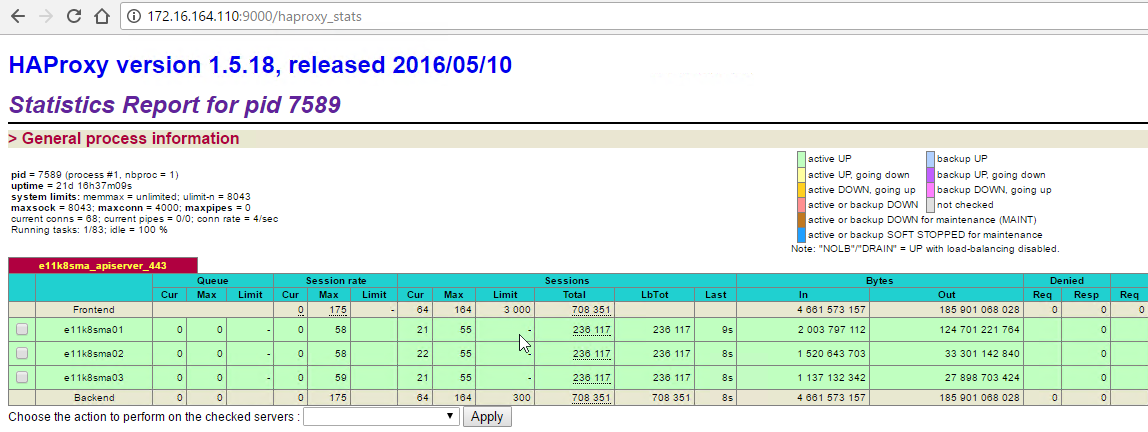 172.16.164.110:9000/haproxy_stats
HAProxy version 1.5.18, released 2016/05/10
Statistics Report for pid 7589
> General process information
pid = 7589 (process #1, nbproc = 1)
uptime = 21d 16h37m09s
system limits: memmax = unlimited; ulimit-n = 8043
maxsock = 8043; maxconn = 4000; maxpipes = 0
current conns = 68; current pipes = 0/0; conn rate = 4/sec
Running tasks: 1/83; idle = 100 %
active UP backup UP
active UP, going down backup UP, going down
active DOWN, going up backup DOWN, going up
active or backup DOWN not checked
active or backup DOWN for maintenance (MAINT)
active or backup SOFT STOPPED for maintenance
Note: "NOLB"/"DRAIN" = UP with load-balancing disabled.
e11k8sma_apiserver_443
Queue Session rate Sessions Bytes Denied
Cur Max Limit Cur Max Limit Cur Max Limit Total LbTot Last In Out Req Resp Req
Frontend 0 175 - 64 164 3 000 708 351 4 661 573 157 185 901 068 028 0 0 0
e11k8sma01 0 0 - 0 58 21 55 - 236 117 236 117 9s 2 003 797 112 124 701 221 764 0
e11k8sma02 0 0 - 0 58 22 55 - 236 117 236 117 8s 1 520 643 703 33 301 142 840 0
e11k8sma03 0 0 - 0 59 21 55 - 236 117 236 117 8s 1 137 132 342 27 898 703 424 0
Backend 0 0 0 175 64 164 300 708 351 708 351 8s 4 661 573 157 185 901 068 028 0 0
Choose the action to perform on the checked servers : Apply